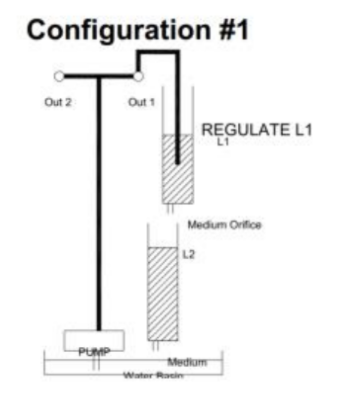 Configuration #1
Out 2
Out 1
REGULATE L1
L1
Medium Orifice
L2
PUMP
Medium
Water Basin